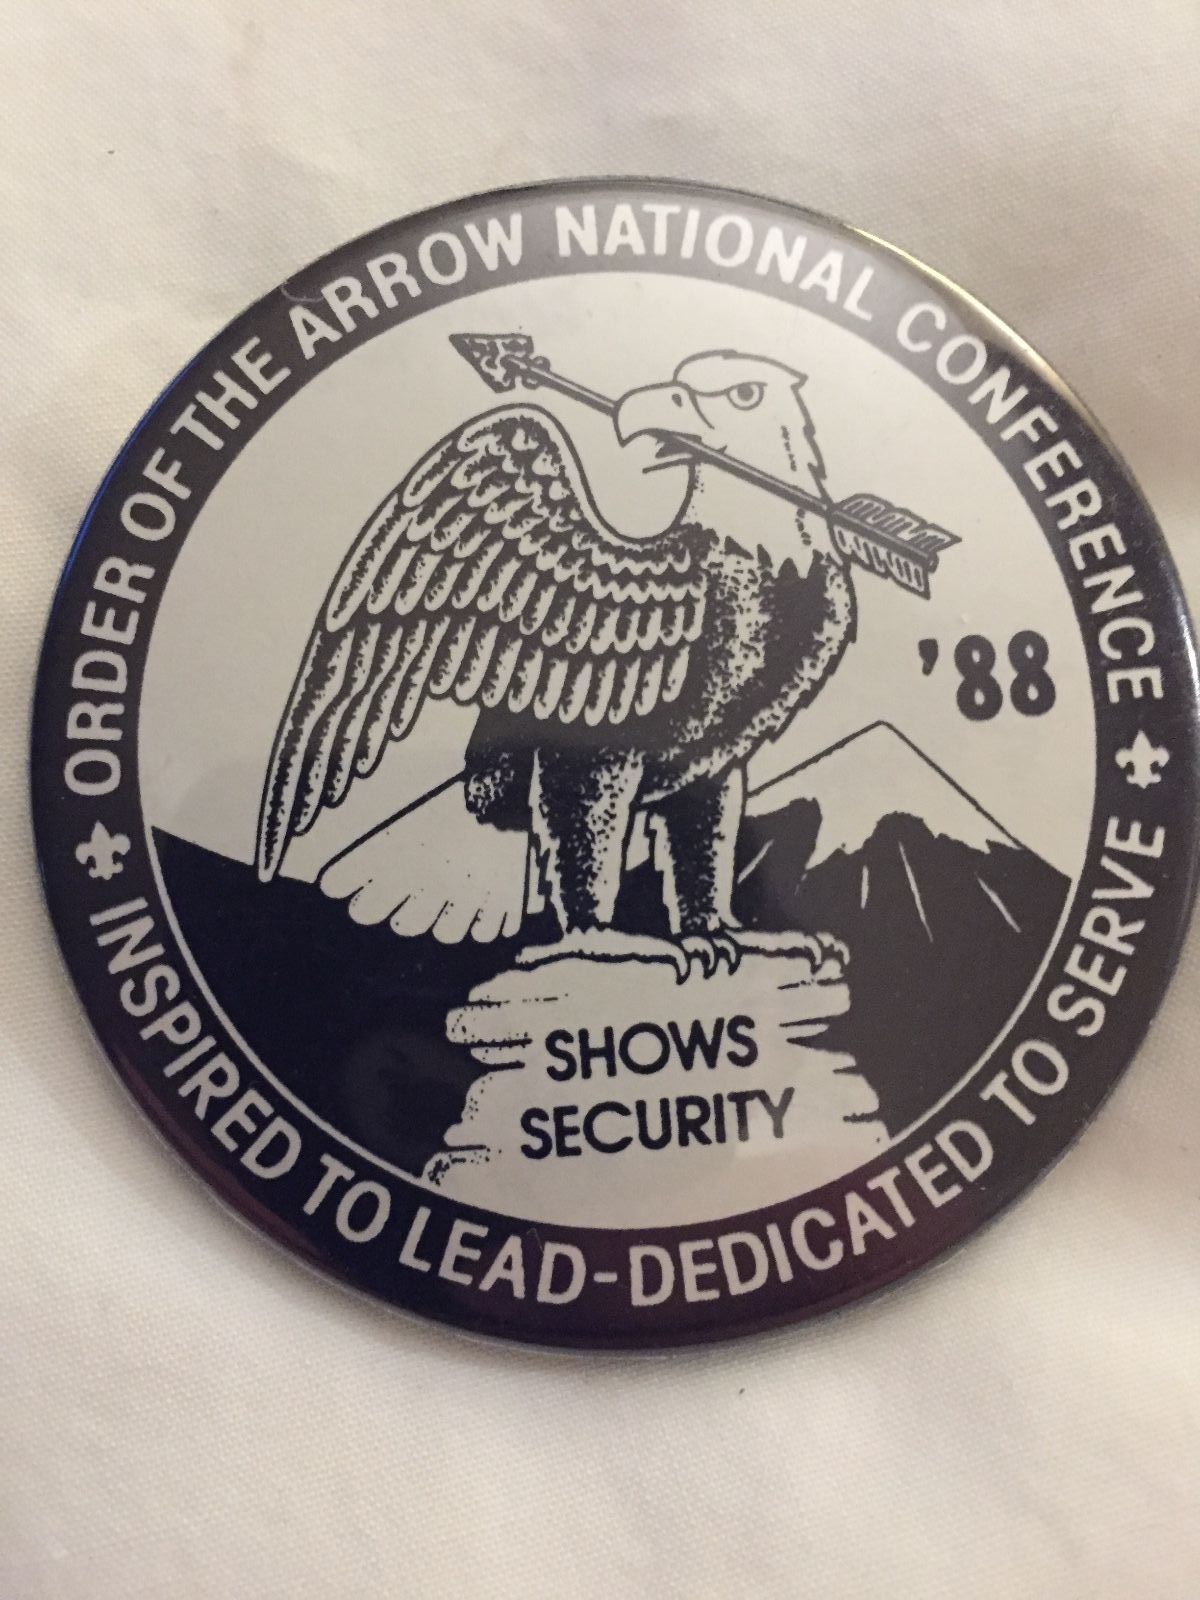 ORDER OF THE ARROW NATIONAL CONFERENCE
'88
SHOWS
SECURITY
INSPIRED TO LEAD-DEDICATED TO SERVE